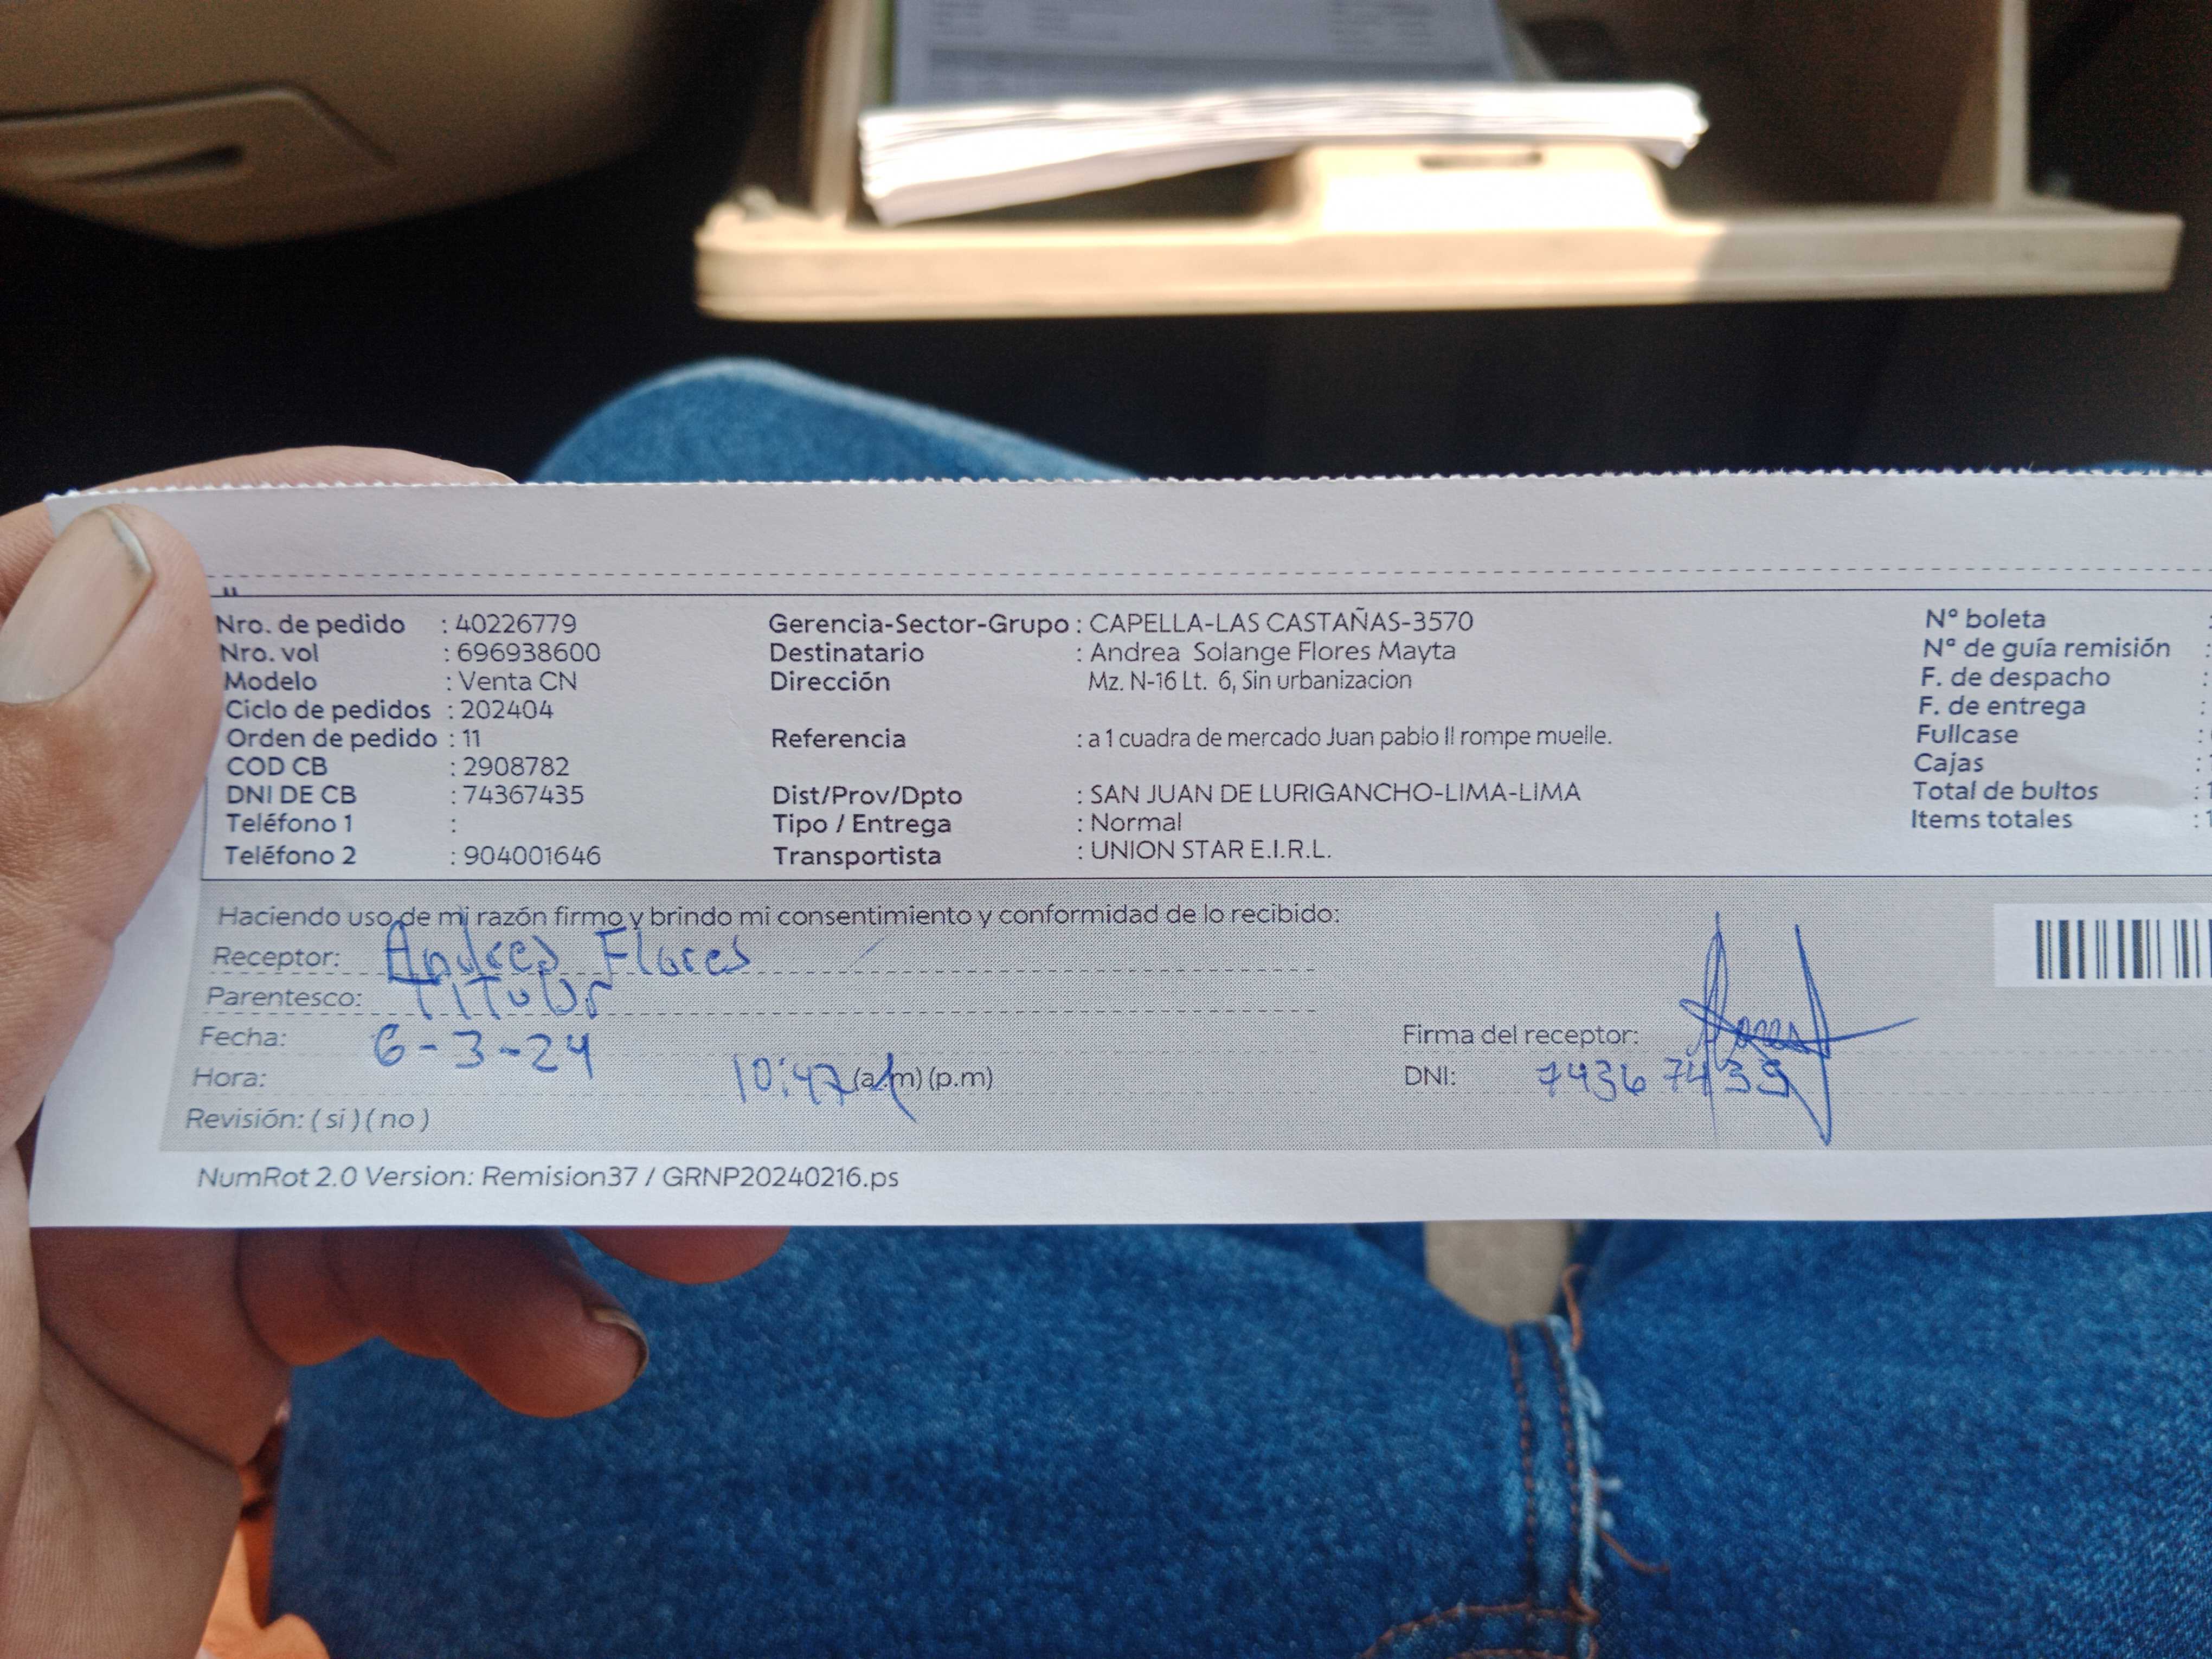 Nro. de pedido : 40226779
Nro. vol : 696938600
Modelo : Venta CN
Ciclo de pedidos : 202404
Orden de pedido : 11
COD CB : 2908782
DNI DE CB : 74367435
Teléfono 1 :
Teléfono 2 : 904001646
Gerencia-Sector-Grupo : CAPELLA-LAS CASTAÑAS-3570
Destinatario : Andrea Solange Flores Mayta
Dirección Mz. N-16 Lt. 6, Sin urbanizacion
Referencia : a 1 cuadra de mercado Juan pablo II rompe muelle.
Dist/Prov/Dpto : SAN JUAN DE LURIGANCHO-LIMA-LIMA
Tipo / Entrega : Normal
Transportista : UNION STAR E.I.R.L.
Nº boleta :
Nº de guía remisión :
F. de despacho :
F. de entrega :
Fullcase :
Cajas :
Total de bultos :
Items totales :
Haciendo uso de mi razón firmo y brindo mi consentimiento y conformidad de lo recibido:
Receptor: Andrea Flores
Parentesco: Titular
Fecha: 6-3-24
Hora: 10:47 (a.m) (p.m)
Revisión: ( si ) ( no )
Firma del receptor:
DNI: 74367435
NumRot 2.0 Version: Remision37 / GRNP20240216.ps